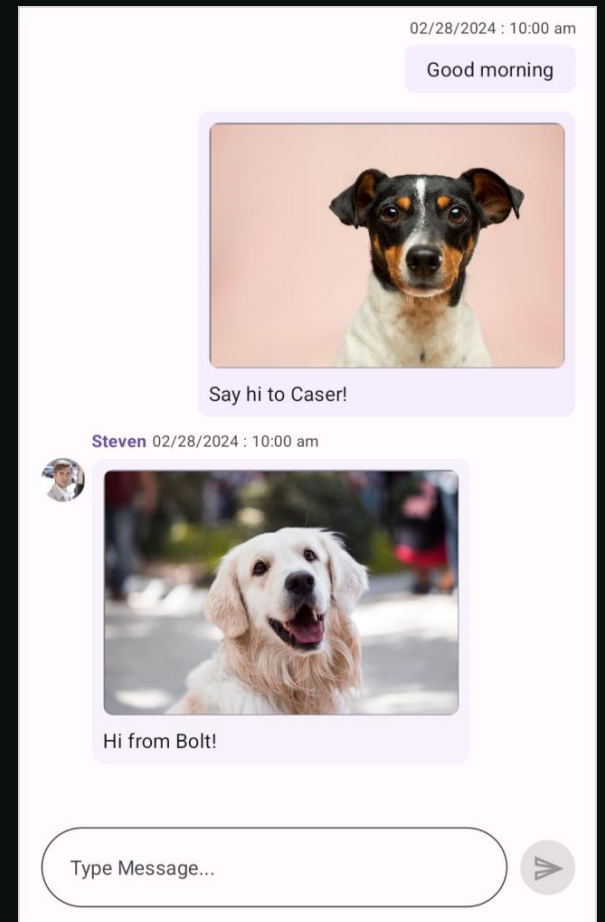 02/28/2024 : 10:00 am
Good morning
Say hi to Caser!
Steven 02/28/2024 : 10:00 am
Hi from Bolt!
Type Message...